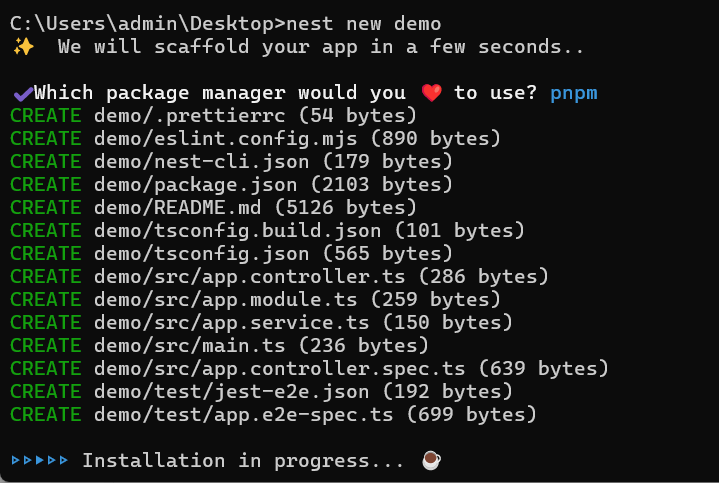 C:\Users\admin\Desktop>nest new demo
✨  We will scaffold your app in a few seconds..
✔Which package manager would you ❤️ to use? pnpm
CREATE demo/.prettierrc (54 bytes)
CREATE demo/eslint.config.mjs (890 bytes)
CREATE demo/nest-cli.json (179 bytes)
CREATE demo/package.json (2103 bytes)
CREATE demo/README.md (5126 bytes)
CREATE demo/tsconfig.build.json (101 bytes)
CREATE demo/tsconfig.json (565 bytes)
CREATE demo/src/app.controller.ts (286 bytes)
CREATE demo/src/app.module.ts (259 bytes)
CREATE demo/src/app.service.ts (150 bytes)
CREATE demo/src/main.ts (236 bytes)
CREATE demo/src/app.controller.spec.ts (639 bytes)
CREATE demo/test/jest-e2e.json (192 bytes)
CREATE demo/test/app.e2e-spec.ts (699 bytes)
▹▹▸▹▹ Installation in progress... ☕